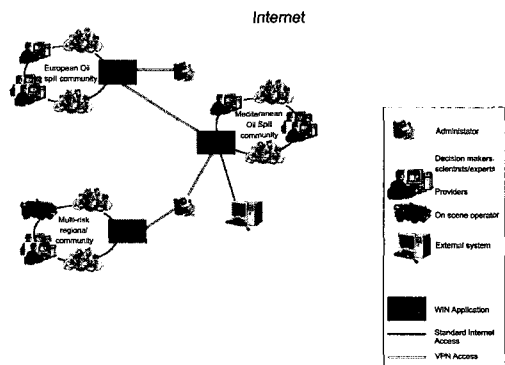 Internet
European Oil
spill community
Mediterranean
Oil Spill
community
Multi-risk
regional
community
Administator
Decision makers
scientists/experts
Providers
On scene operator
External system
WIN Application
Standard Internet
Access
VPN Access